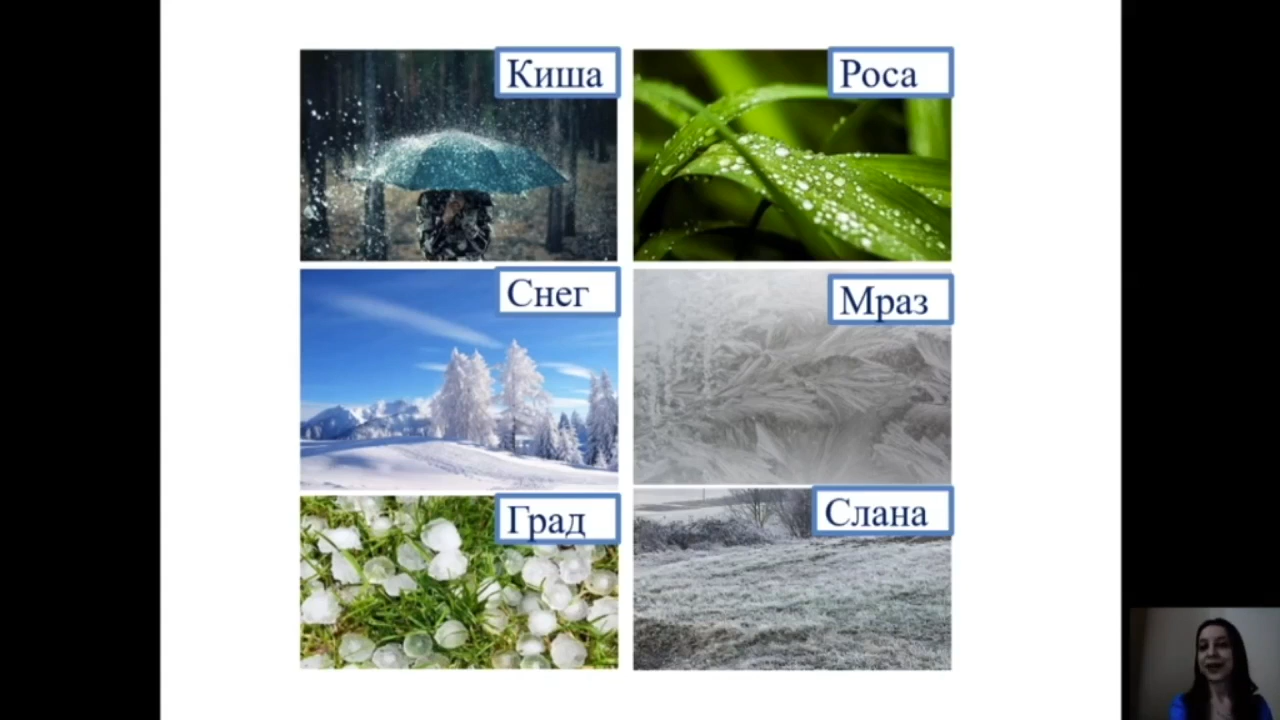 Киша
Роса
Снег
Мраз
Град
Слана